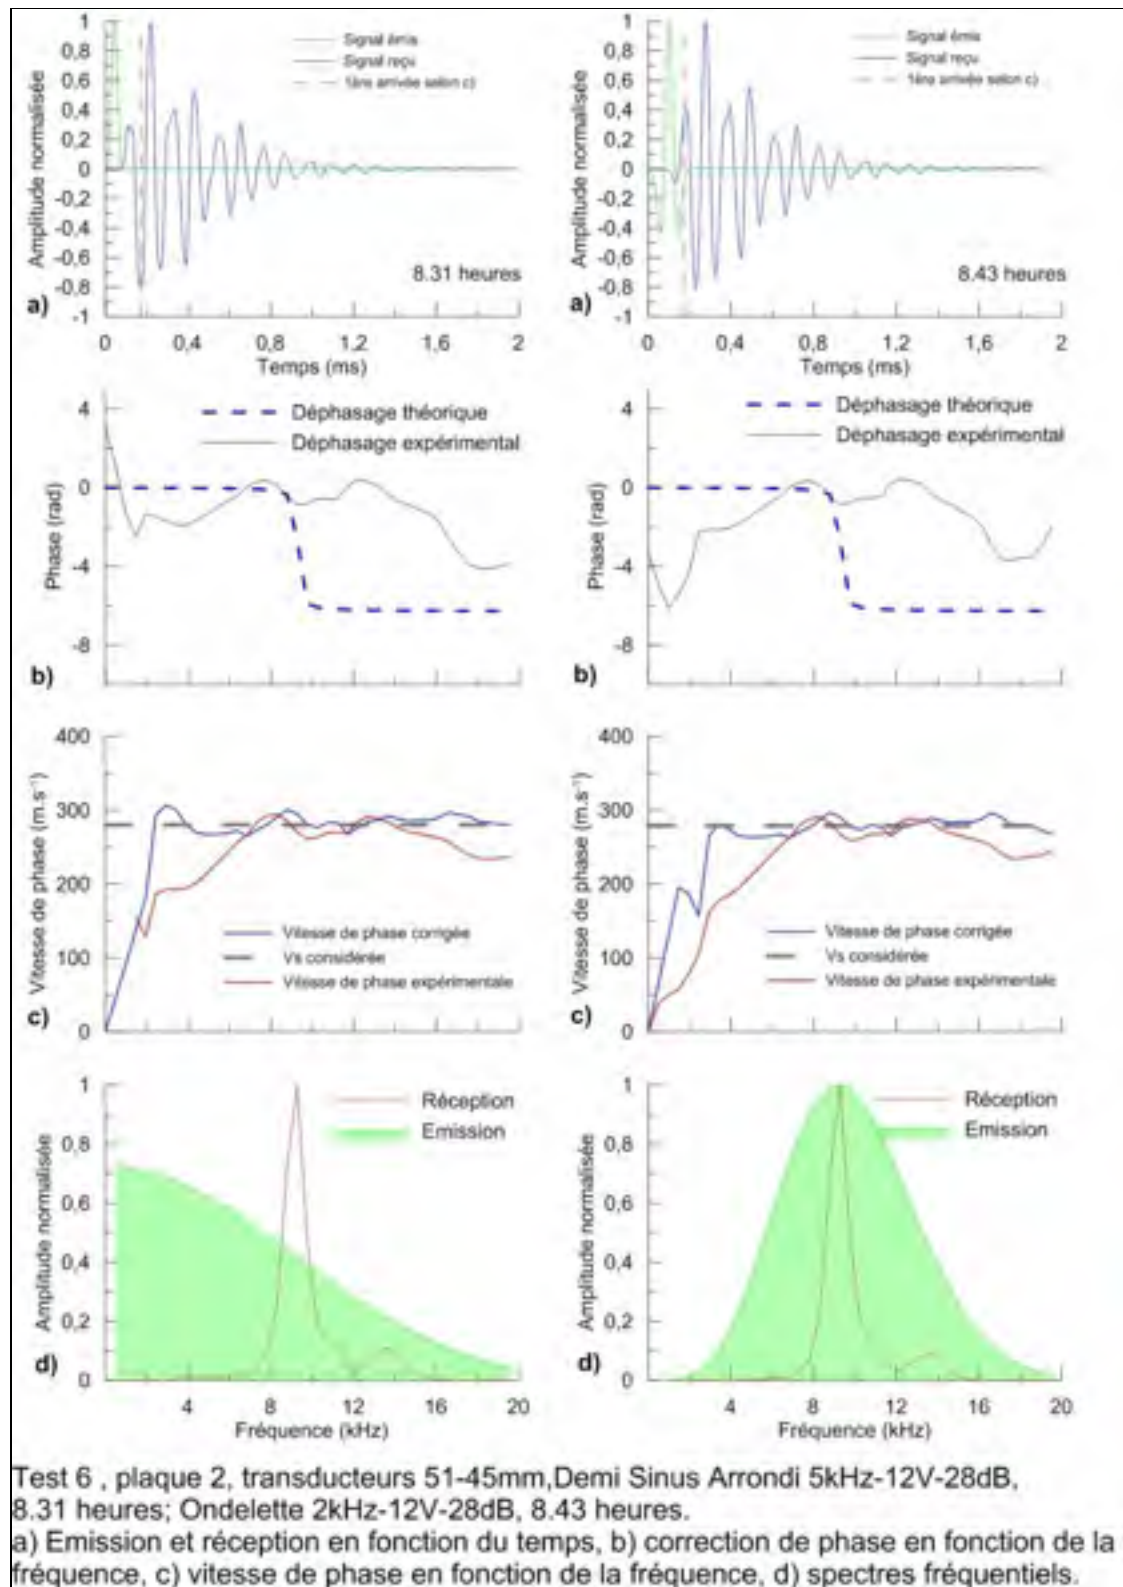 Amplitude normalisée
1
0,8
0,6
0,4
0,2
0
-0,2
-0,4
-0,6
-0,8
-1
Signal émis
Signal reçu
1ère arrivée selon c)
8.31 heures
a)
0 0,4 0,8 1,2 1,6 2
Temps (ms)
Amplitude normalisée
1
0,8
0,6
0,4
0,2
0
-0,2
-0,4
-0,6
-0,8
-1
Signal émis
Signal reçu
1ère arrivée selon c)
8.43 heures
a)
0 0,4 0,8 1,2 1,6 2
Temps (ms)
Phase (rad)
4
0
-4
-8
Déphasage théorique
Déphasage expérimental
b)
Phase (rad)
4
0
-4
-8
Déphasage théorique
Déphasage expérimental
b)
Vitesse de phase (m.s⁻¹)
400
300
200
100
0
Vitesse de phase corrigée
Vs considérée
Vitesse de phase expérimentale
c)
Vitesse de phase (m.s⁻¹)
400
300
200
100
0
Vitesse de phase corrigée
Vs considérée
Vitesse de phase expérimentale
c)
Amplitude normalisée
1
0,8
0,6
0,4
0,2
0
Réception
Emission
d)
4 8 12 16 20
Fréquence (kHz)
Amplitude normalisée
1
0,8
0,6
0,4
0,2
0
Réception
Emission
d)
4 8 12 16 20
Fréquence (kHz)
Test 6 , plaque 2, transducteurs 51-45mm,Demi Sinus Arrondi 5kHz-12V-28dB,
8.31 heures; Ondelette 2kHz-12V-28dB, 8.43 heures.
a) Emission et réception en fonction du temps, b) correction de phase en fonction de la
fréquence, c) vitesse de phase en fonction de la fréquence, d) spectres fréquentiels.